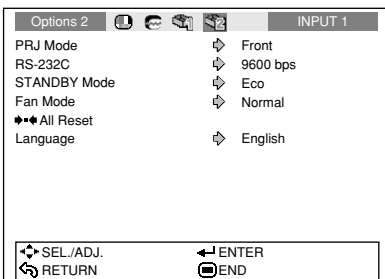 Options 2 INPUT 1
PRJ Mode Front
RS-232C 9600 bps
STANDBY Mode Eco
Fan Mode Normal
All Reset
Language English
SEL./ADJ. ENTER
RETURN END